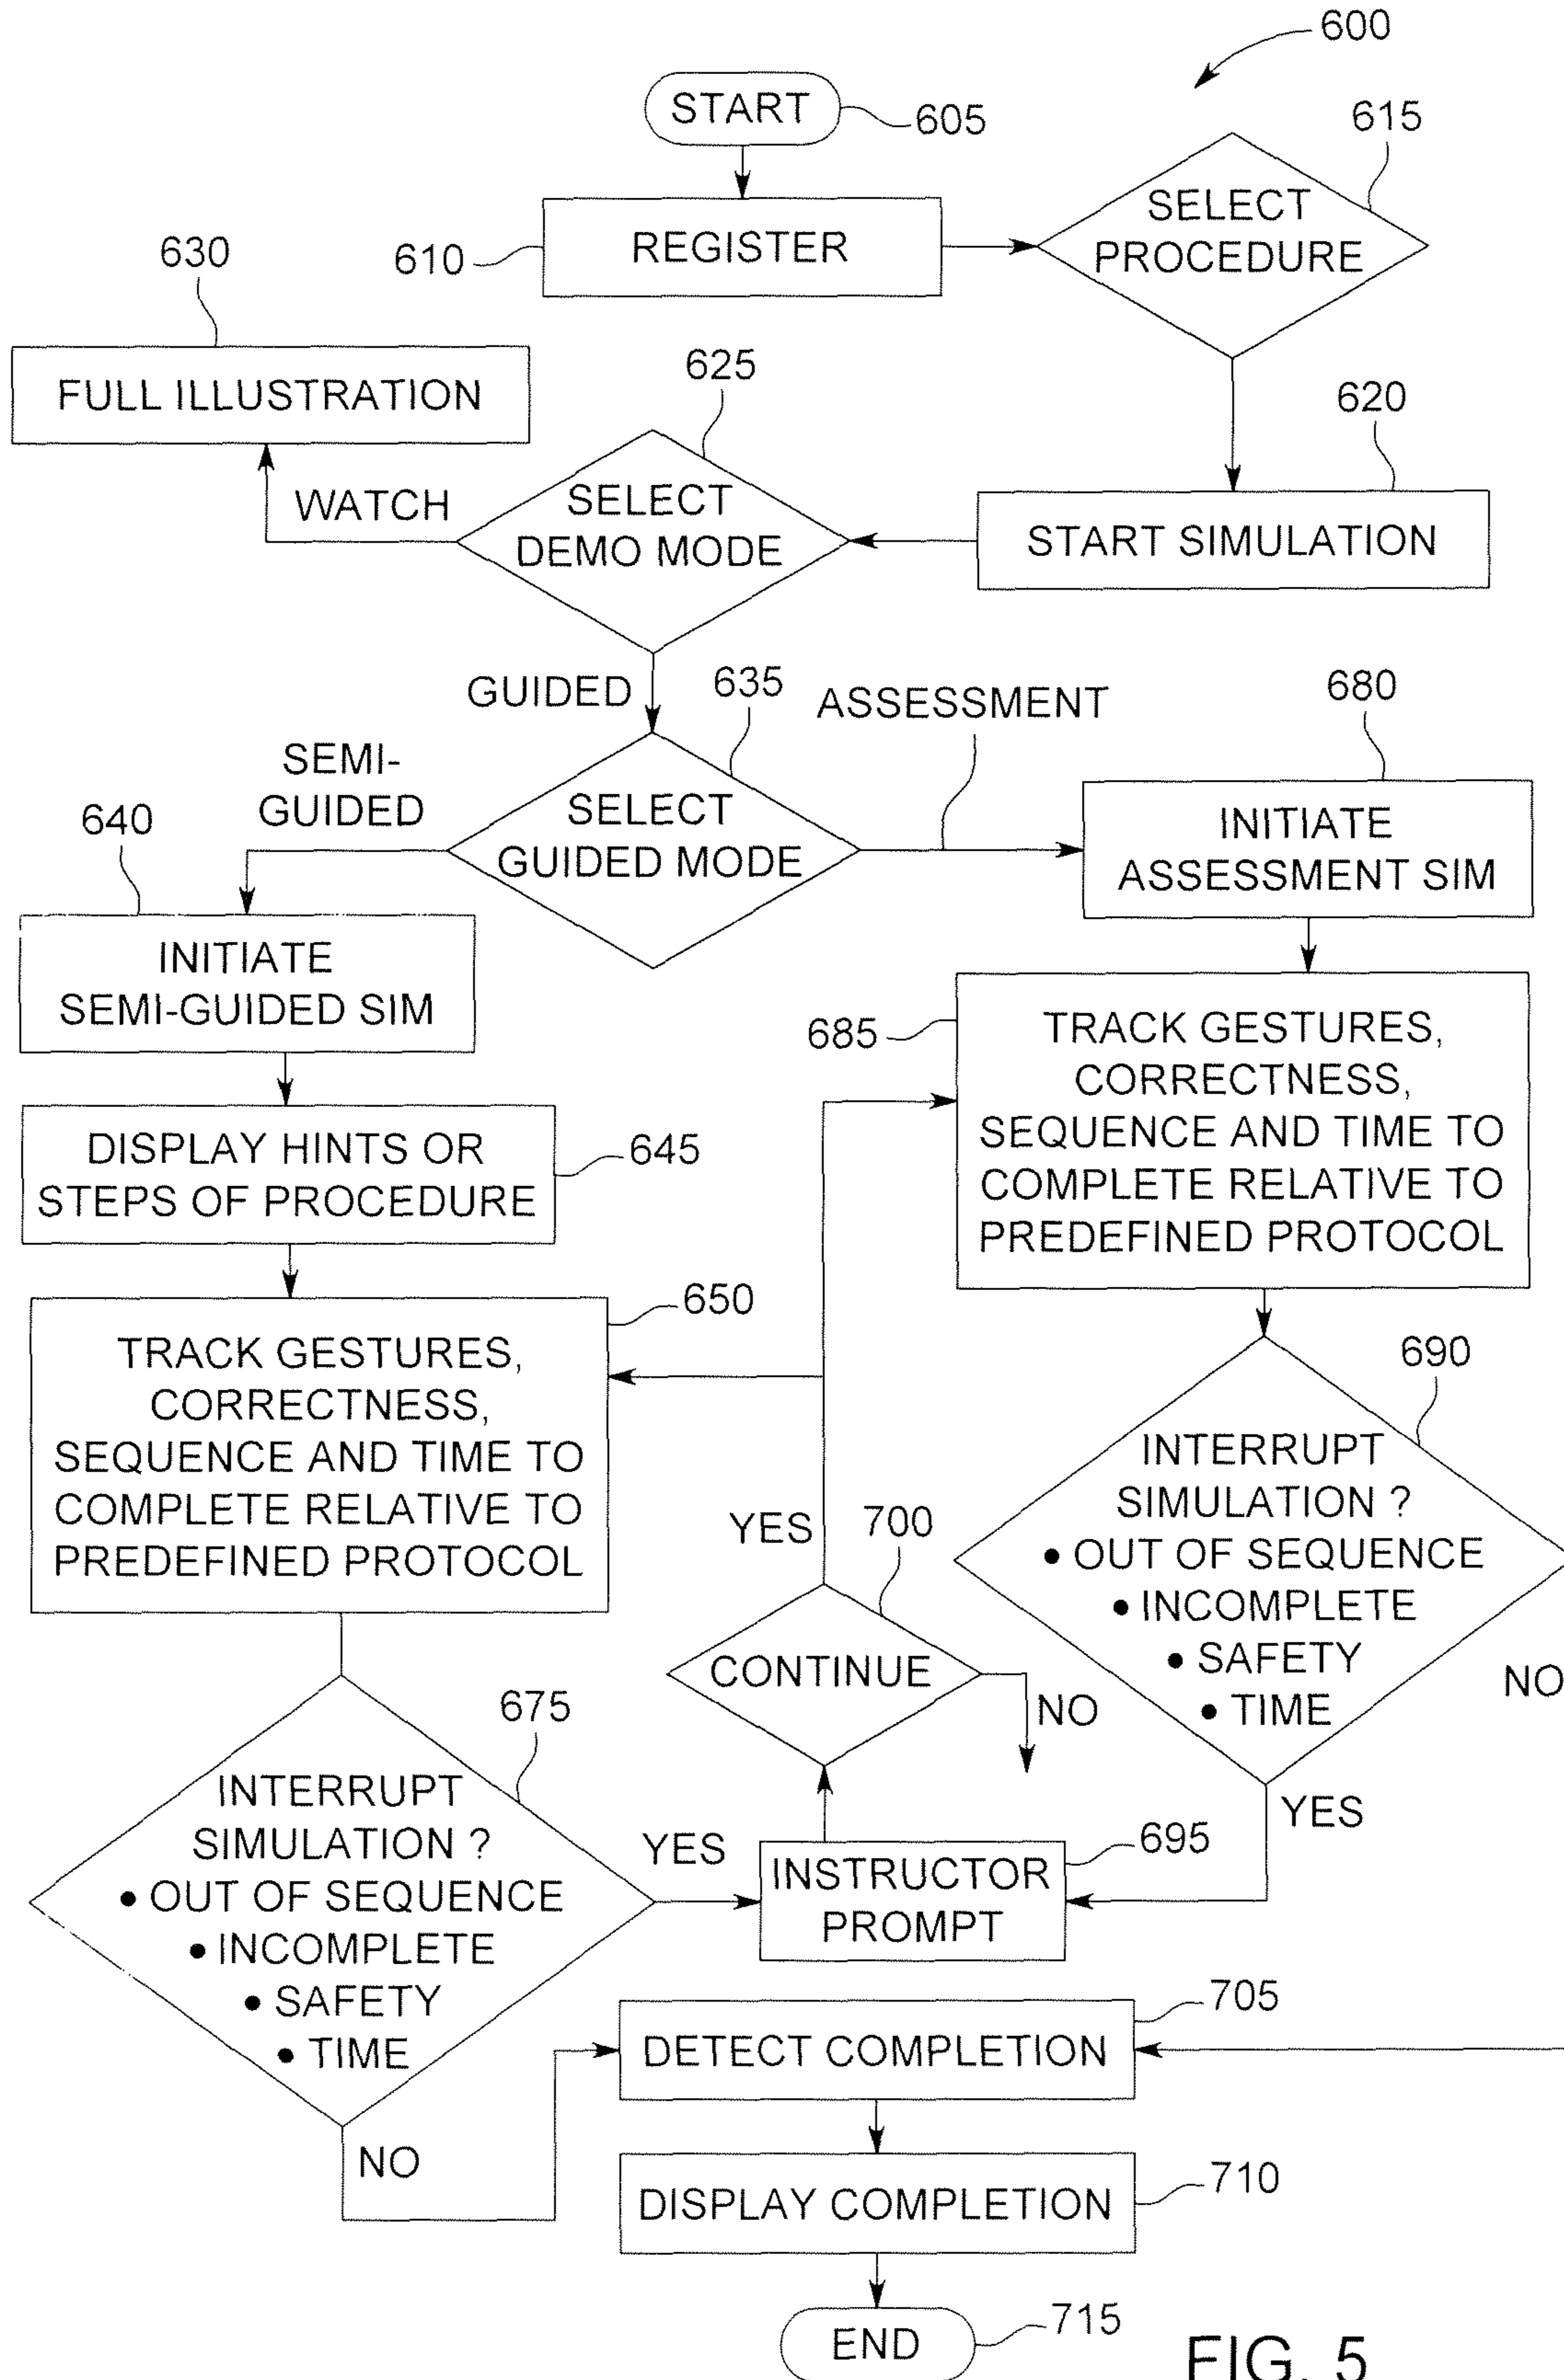 600
START
605
615
SELECT
PROCEDURE
REGISTER
610
630
FULL ILLUSTRATION
625
620
WATCH
SELECT
DEMO MODE
START SIMULATION
GUIDED
635
ASSESSMENT
680
SEMI-
GUIDED
640
SELECT
GUIDED MODE
INITIATE
ASSESSMENT SIM
INITIATE
SEMI-GUIDED SIM
685
TRACK GESTURES,
CORRECTNESS,
SEQUENCE AND TIME TO
COMPLETE RELATIVE TO
PREDEFINED PROTOCOL
DISPLAY HINTS OR
STEPS OF PROCEDURE
645
650
TRACK GESTURES,
CORRECTNESS,
SEQUENCE AND TIME TO
COMPLETE RELATIVE TO
PREDEFINED PROTOCOL
690
INTERRUPT
SIMULATION ?
• OUT OF SEQUENCE
• INCOMPLETE
• SAFETY
• TIME
NO
YES
YES
700
CONTINUE
NO
675
INTERRUPT
SIMULATION ?
• OUT OF SEQUENCE
• INCOMPLETE
• SAFETY
• TIME
YES
NO
695
INSTRUCTOR
PROMPT
705
DETECT COMPLETION
DISPLAY COMPLETION
710
END
715
FIG. 5